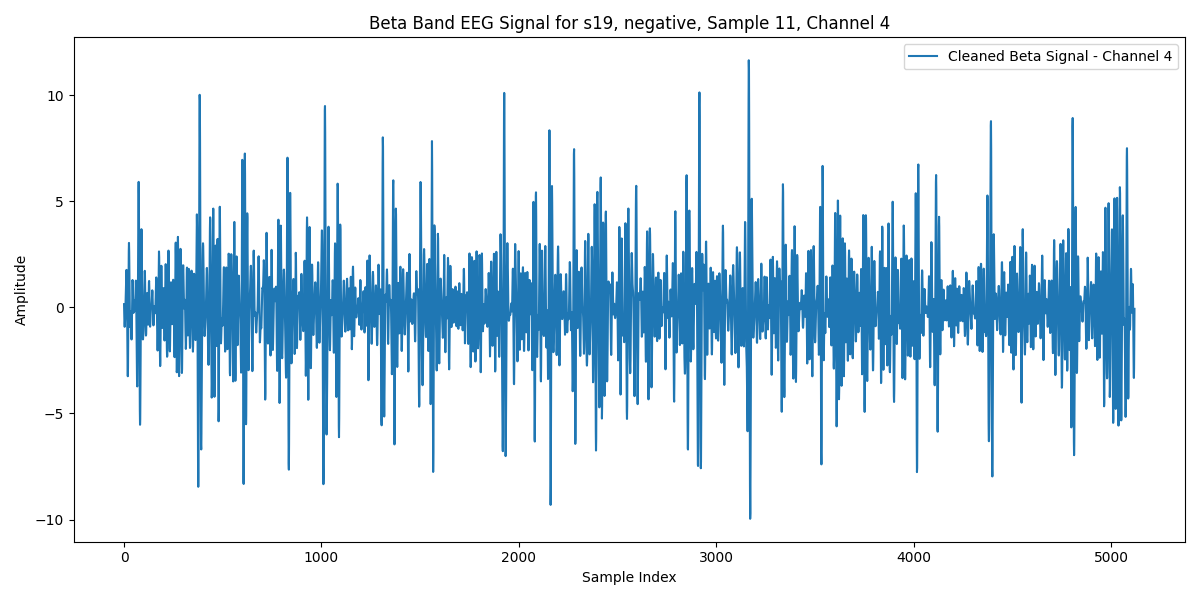 Beta Band EEG Signal for s19, negative, Sample 11, Channel 4
Cleaned Beta Signal - Channel 4
Amplitude
10
5
0
−5
−10
0 1000 2000 3000 4000 5000
Sample Index